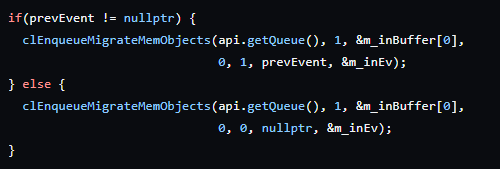 if(prevEvent != nullptr) {
clEnqueueMigrateMemObjects(api.getQueue(), 1, &m_inBuffer[0],
0, 1, prevEvent, &m_inEv);
} else {
clEnqueueMigrateMemObjects(api.getQueue(), 1, &m_inBuffer[0],
0, 0, nullptr, &m_inEv);
}